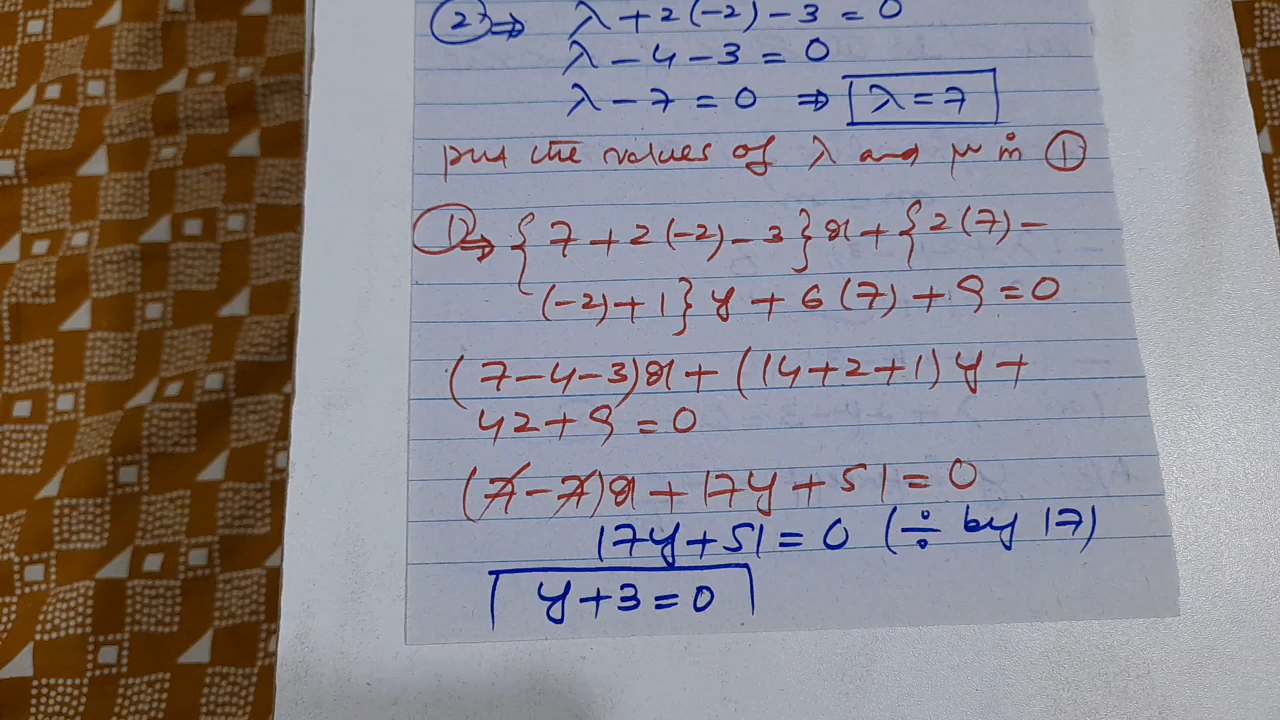 ② ⇒ λ + 2(-2) - 3 = 0
λ - 4 - 3 = 0
λ - 7 = 0 ⇒ λ = 7
put the values of λ and μ in ①
① ⇒ { 7 + 2(-2) - 3 } x + { 2(7) -
(-2) + 1 } y + 6(7) + 9 = 0
(7 - 4 - 3)x + (14 + 2 + 1) y +
42 + 9 = 0
(7 - 7)x + 17y + 51 = 0
17y + 51 = 0 (÷ by 17)
y + 3 = 0